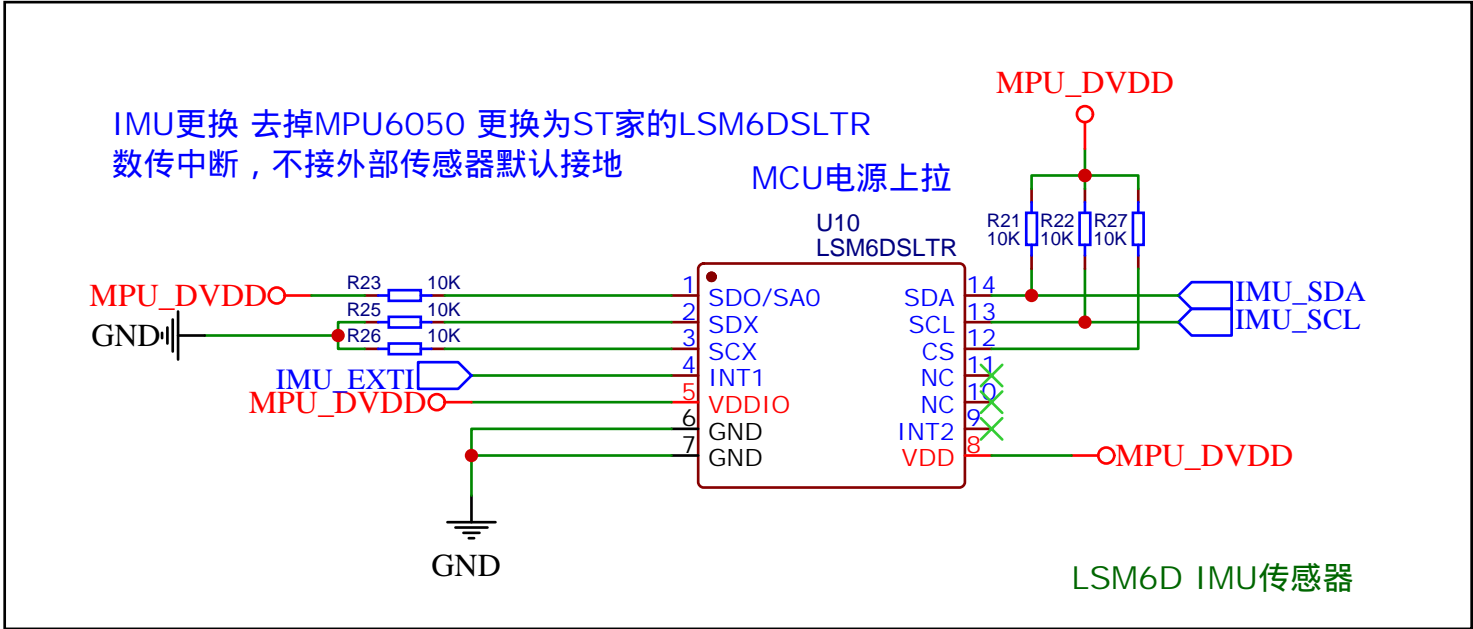 MPU_DVDD
IMU更换 去掉MPU6050 更换为ST家的LSM6DSLTR
数传中断，不接外部传感器默认接地
MCU电源上拉
U10
LSM6DSLTR
R21 R22 R27
10K 10K 10K
R23 10K
MPU_DVDD
R25 10K
GND
R26 10K
IMU_EXTI
MPU_DVDD
1 SDO/SA0
2 SDX
3 SCX
4 INT1
5 VDDIO
6 GND
7 GND
SDA 14
SCL 13
CS 12
NC 11
NC 10
INT2 9
VDD 8
IMU_SDA
IMU_SCL
MPU_DVDD
GND
LSM6D IMU传感器